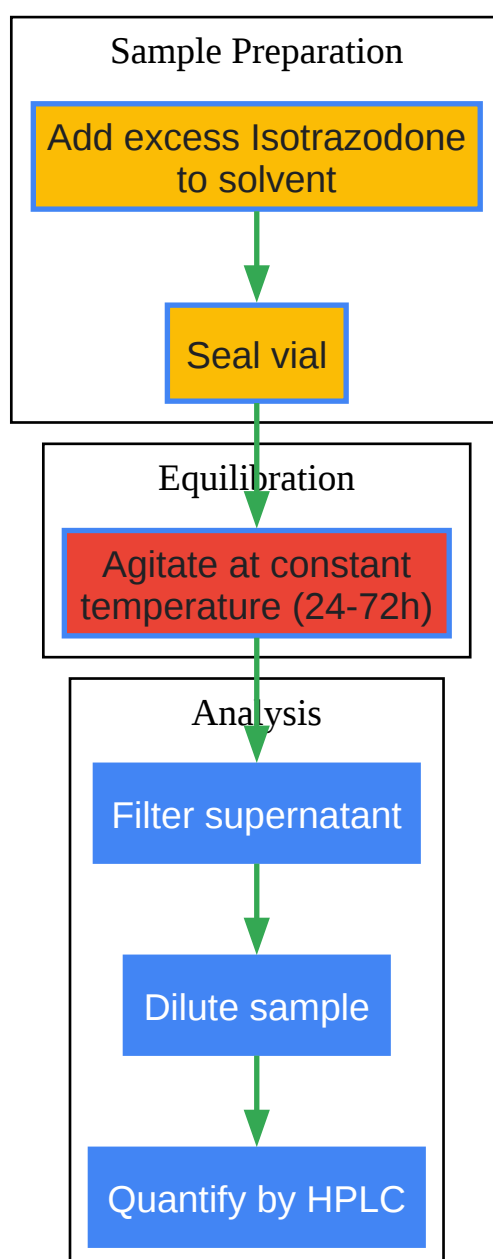 Sample Preparation
Add excess Isotrazodone
to solvent
Seal vial
Equilibration
Agitate at constant
temperature (24-72h)
Analysis
Filter supernatant
Dilute sample
Quantify by HPLC